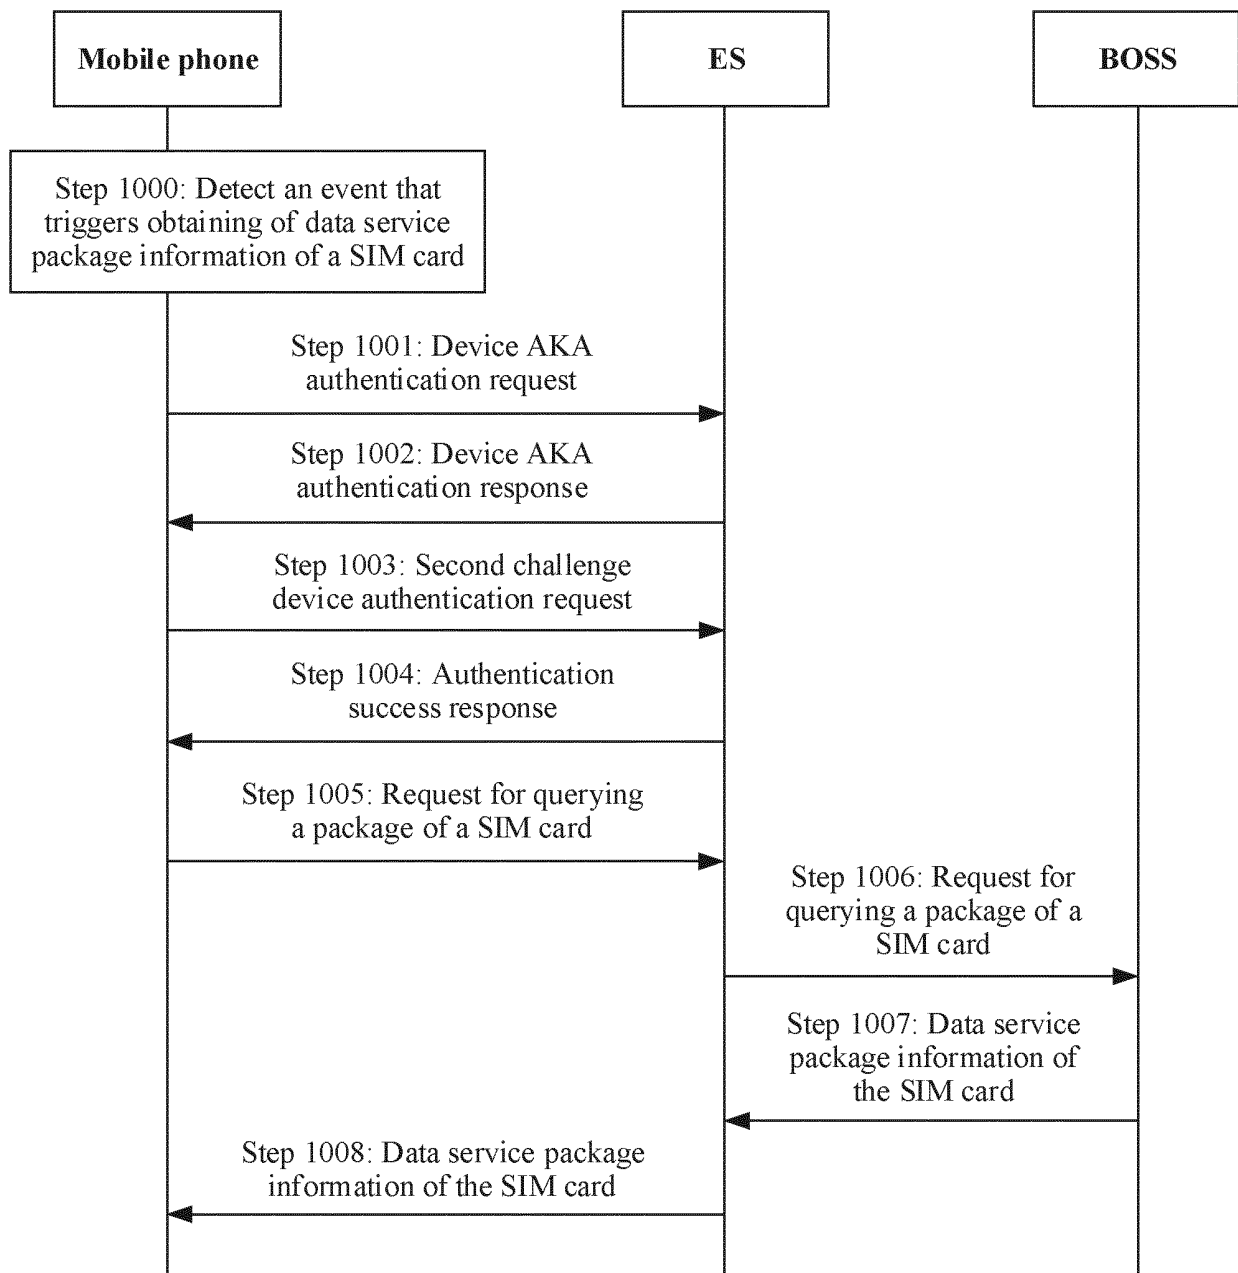 Mobile phone
ES
BOSS
Step 1000: Detect an event that
triggers obtaining of data service
package information of a SIM card
Step 1001: Device AKA
authentication request
Step 1002: Device AKA
authentication response
Step 1003: Second challenge
device authentication request
Step 1004: Authentication
success response
Step 1005: Request for querying
a package of a SIM card
Step 1006: Request for
querying a package of a
SIM card
Step 1007: Data service
package information of
the SIM card
Step 1008: Data service package
information of the SIM card